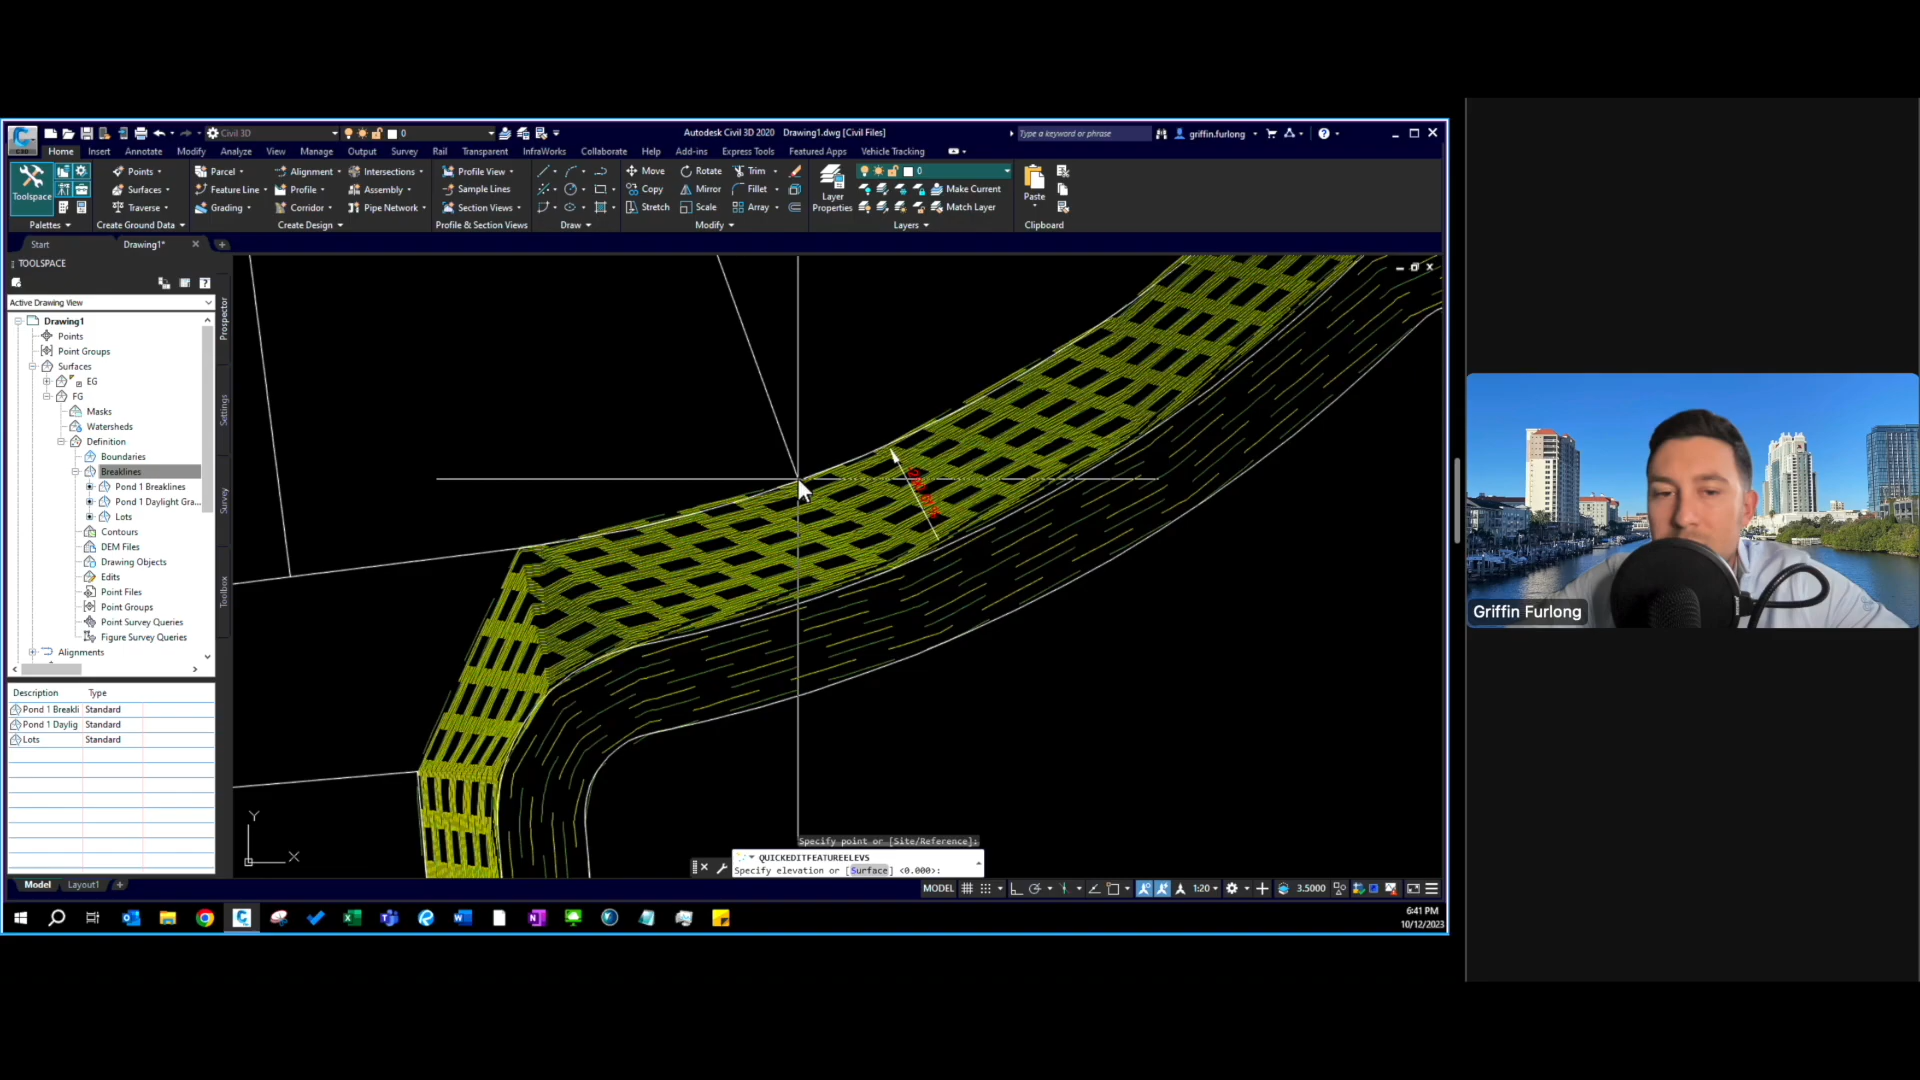 Civil 3D
0
Autodesk Civil 3D 2020 Drawing1.dwg [Civil Files]
Type a keyword or phrase
griffin.furlong
Home Insert Annotate Modify Analyze View Manage Output Survey Rail Transparent InfraWorks Collaborate Help Add-ins Express Tools Featured Apps Vehicle Tracking
Toolspace
Points
Surfaces
Traverse
Parcel
Feature Line
Grading
Alignment
Profile
Corridor
Intersections
Assembly
Pipe Network
Profile View
Sample Lines
Section Views
Move
Copy
Stretch
Rotate
Mirror
Scale
Trim
Fillet
Array
Layer
Properties
0
Make Current
Match Layer
Paste
Palettes
Create Ground Data
Create Design
Profile & Section Views
Draw
Modify
Layers
Clipboard
Start
Drawing1*
TOOLSPACE
Active Drawing View
Drawing1
Points
Point Groups
Surfaces
EG
FG
Masks
Watersheds
Definition
Boundaries
Breaklines
Pond 1 Breaklines
Pond 1 Daylight Gra...
Lots
Contours
DEM Files
Drawing Objects
Edits
Point Files
Point Groups
Point Survey Queries
Figure Survey Queries
Alignments
Prospector
Settings
Survey
Toolbox
Description Type
Pond 1 Breakli Standard
Pond 1 Daylig Standard
Lots Standard
Y
X
Specify point or [Site/Reference]:
QUICKEDITFEATUREELEVS
Specify elevation or [Surface] <0.000>:
Model
Layout1
MODEL
1:20
3.5000
6:41 PM
10/12/2023
Griffin Furlong